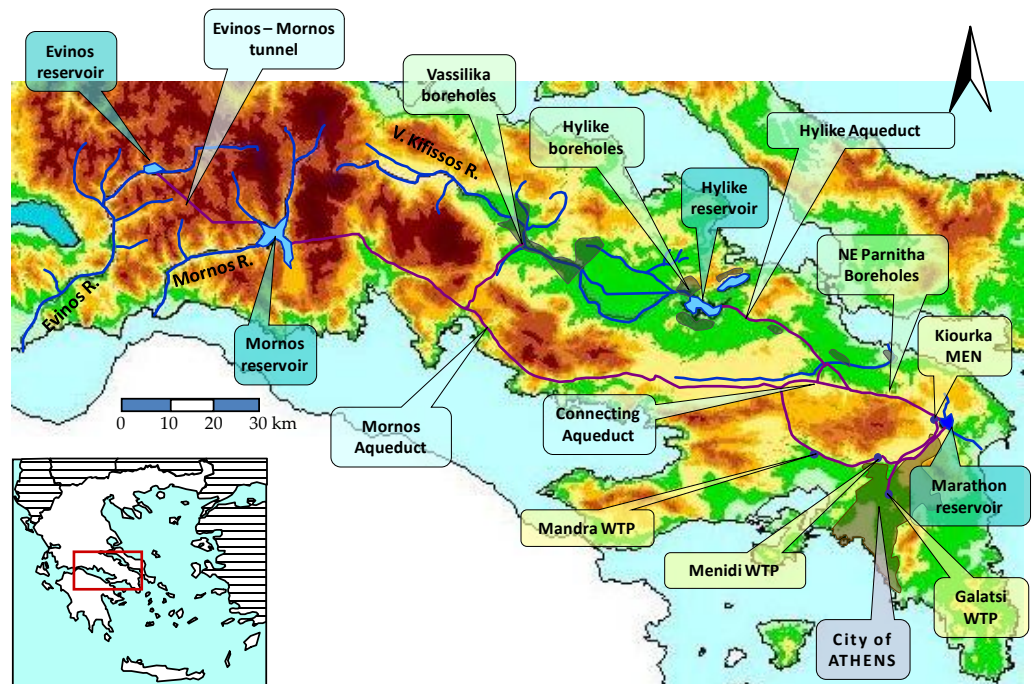 Evinos – Mornos
tunnel
Evinos
reservoir
Vassilika
boreholes
Hylike
boreholes
Hylike Aqueduct
V. Kifissos R.
Hylike
reservoir
NE Parnitha
Boreholes
Mornos R.
Evinos R.
Kiourka
MEN
Mornos
reservoir
0 10 20 30 km
Mornos
Aqueduct
Connecting
Aqueduct
Marathon
reservoir
Mandra WTP
Menidi WTP
Galatsi
WTP
City of
ATHENS